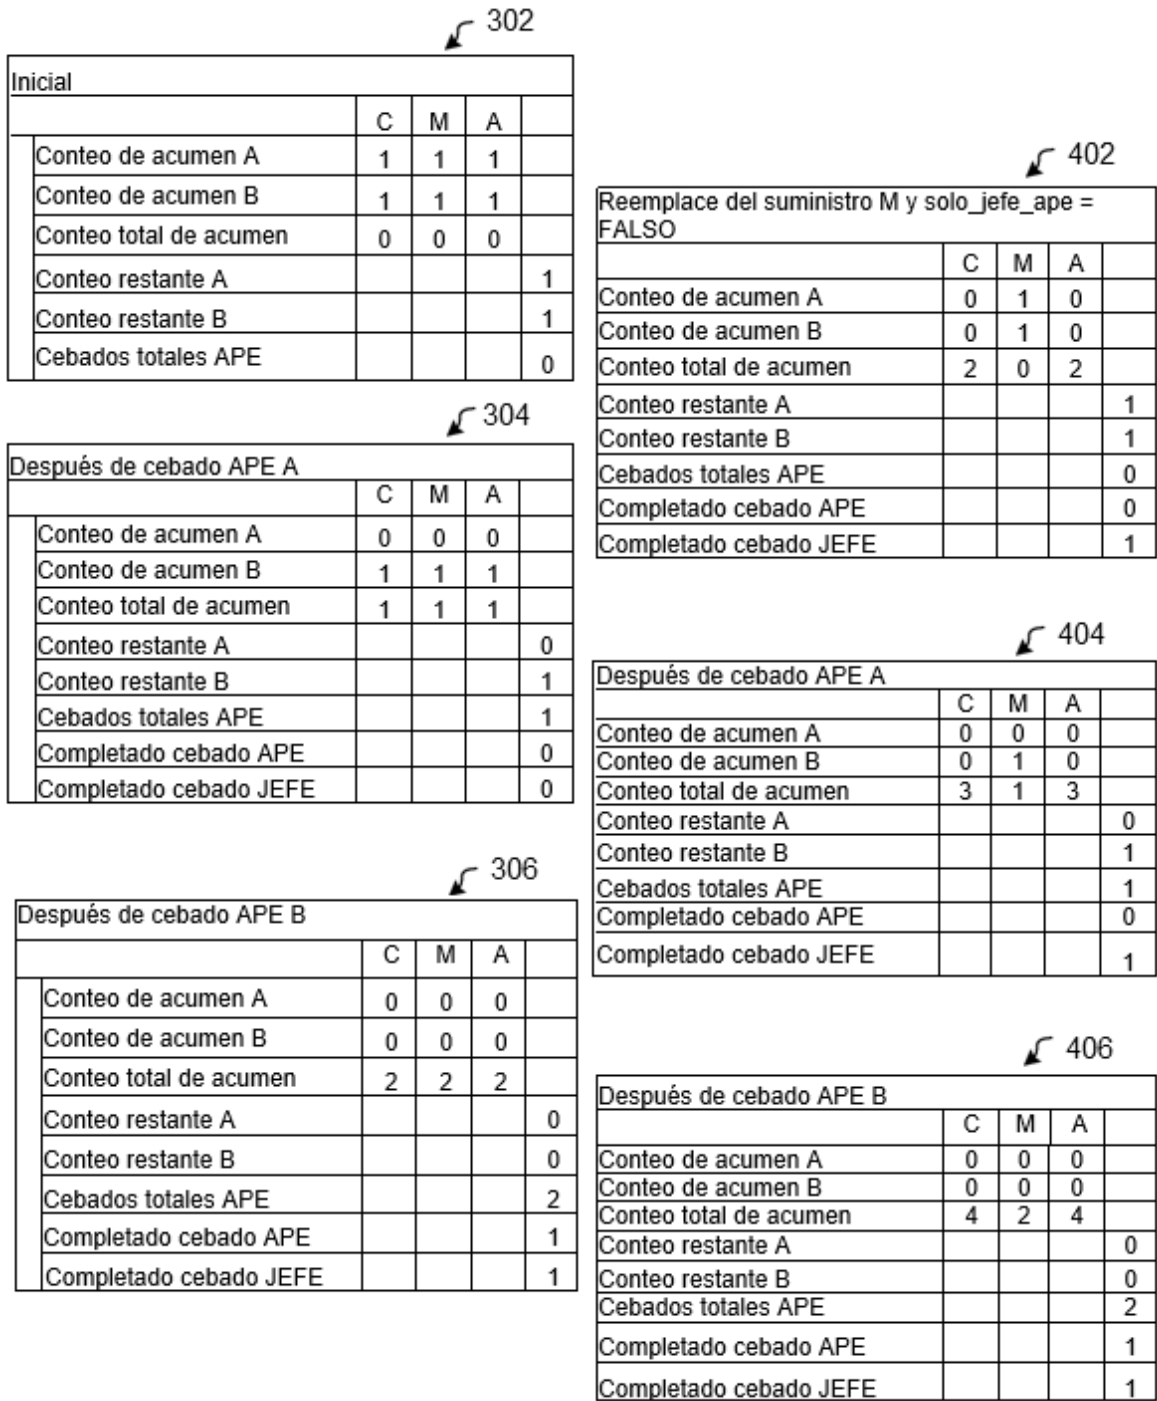 302
Inicial
C M A
Conteo de acumen A 1 1 1
Conteo de acumen B 1 1 1
Conteo total de acumen 0 0 0
Conteo restante A 1
Conteo restante B 1
Cebados totales APE 0
304
Después de cebado APE A
C M A
Conteo de acumen A 0 0 0
Conteo de acumen B 1 1 1
Conteo total de acumen 1 1 1
Conteo restante A 0
Conteo restante B 1
Cebados totales APE 1
Completado cebado APE 0
Completado cebado JEFE 0
306
Después de cebado APE B
C M A
Conteo de acumen A 0 0 0
Conteo de acumen B 0 0 0
Conteo total de acumen 2 2 2
Conteo restante A 0
Conteo restante B 0
Cebados totales APE 2
Completado cebado APE 1
Completado cebado JEFE 1
402
Reemplace del suministro M y solo_jefe_ape =
FALSO
C M A
Conteo de acumen A 0 1 0
Conteo de acumen B 0 1 0
Conteo total de acumen 2 0 2
Conteo restante A 1
Conteo restante B 1
Cebados totales APE 0
Completado cebado APE 0
Completado cebado JEFE 1
404
Después de cebado APE A
C M A
Conteo de acumen A 0 0 0
Conteo de acumen B 0 1 0
Conteo total de acumen 3 1 3
Conteo restante A 0
Conteo restante B 1
Cebados totales APE 1
Completado cebado APE 0
Completado cebado JEFE 1
406
Después de cebado APE B
C M A
Conteo de acumen A 0 0 0
Conteo de acumen B 0 0 0
Conteo total de acumen 4 2 4
Conteo restante A 0
Conteo restante B 0
Cebados totales APE 2
Completado cebado APE 1
Completado cebado JEFE 1